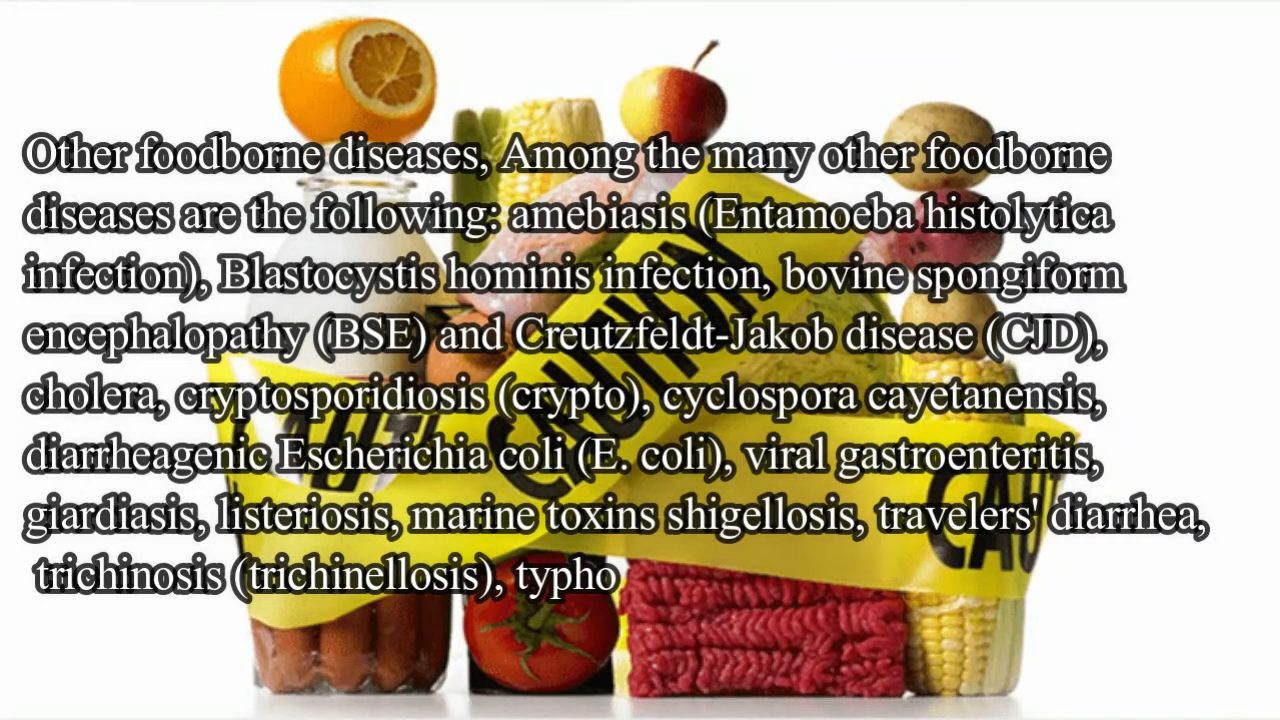 Other foodborne diseases, Among the many other foodborne
diseases are the following: amebiasis (Entamoeba histolytica
infection), Blastocystis hominis infection, bovine spongiform
encephalopathy (BSE) and Creutzfeldt-Jakob disease (CJD),
cholera, cryptosporidiosis (crypto), cyclospora cayetanensis,
diarrheagenic Escherichia coli (E. coli), viral gastroenteritis,
giardiasis, listeriosis, marine toxins shigellosis, travelers' diarrhea,
trichinosis (trichinellosis), typho
CAUTION
CAUT